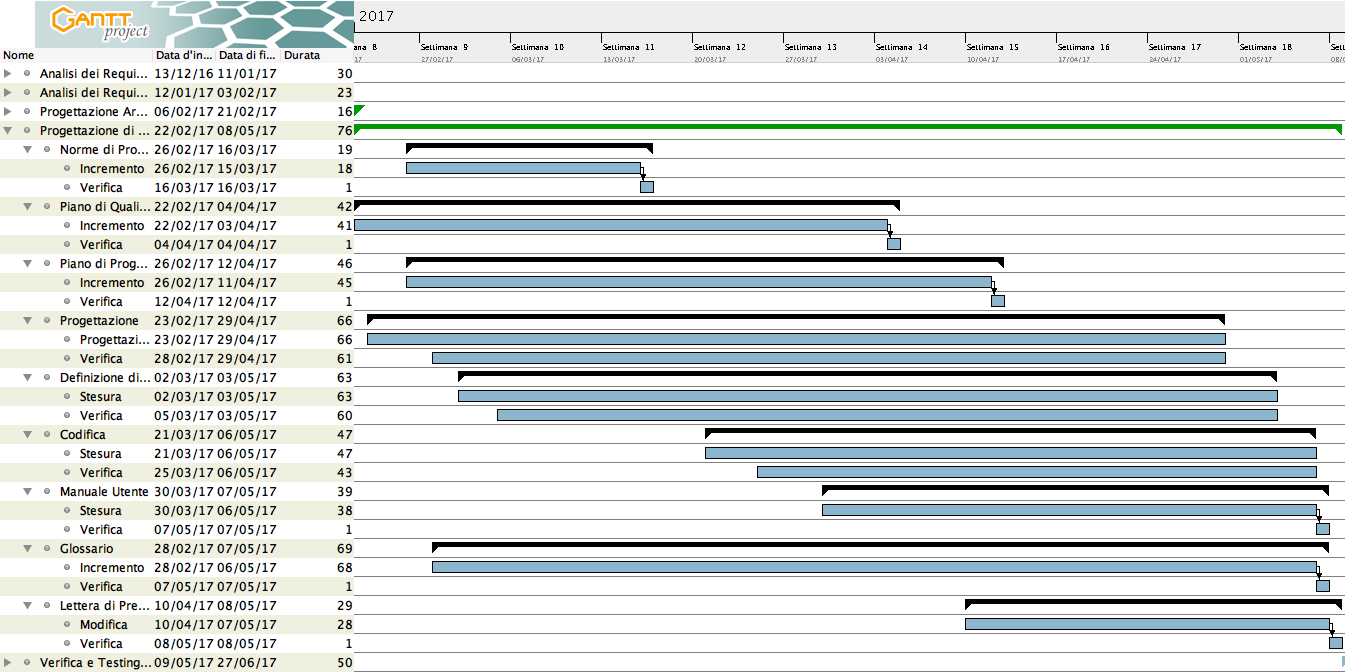 GANTT project
2017
Nome Data d'in... Data di fi... Durata
ana 8 Settimana 9 Settimana 10 Settimana 11 Settimana 12 Settimana 13 Settimana 14 Settimana 15 Settimana 16 Settimana 17 Settimana 18 Sett
17 27/02/17 06/03/17 13/03/17 20/03/17 27/03/17 03/04/17 10/04/17 17/04/17 24/04/17 01/05/17 08/0
Analisi dei Requi... 13/12/16 11/01/17 30
Analisi dei Requi... 12/01/17 03/02/17 23
Progettazione Ar... 06/02/17 21/02/17 16
Progettazione di ... 22/02/17 08/05/17 76
Norme di Pro... 26/02/17 16/03/17 19
Incremento 26/02/17 15/03/17 18
Verifica 16/03/17 16/03/17 1
Piano di Quali... 22/02/17 04/04/17 42
Incremento 22/02/17 03/04/17 41
Verifica 04/04/17 04/04/17 1
Piano di Prog... 26/02/17 12/04/17 46
Incremento 26/02/17 11/04/17 45
Verifica 12/04/17 12/04/17 1
Progettazione 23/02/17 29/04/17 66
Progettazi... 23/02/17 29/04/17 66
Verifica 28/02/17 29/04/17 61
Definizione di... 02/03/17 03/05/17 63
Stesura 02/03/17 03/05/17 63
Verifica 05/03/17 03/05/17 60
Codifica 21/03/17 06/05/17 47
Stesura 21/03/17 06/05/17 47
Verifica 25/03/17 06/05/17 43
Manuale Utente 30/03/17 07/05/17 39
Stesura 30/03/17 06/05/17 38
Verifica 07/05/17 07/05/17 1
Glossario 28/02/17 07/05/17 69
Incremento 28/02/17 06/05/17 68
Verifica 07/05/17 07/05/17 1
Lettera di Pre... 10/04/17 08/05/17 29
Modifica 10/04/17 07/05/17 28
Verifica 08/05/17 08/05/17 1
Verifica e Testing... 09/05/17 27/06/17 50